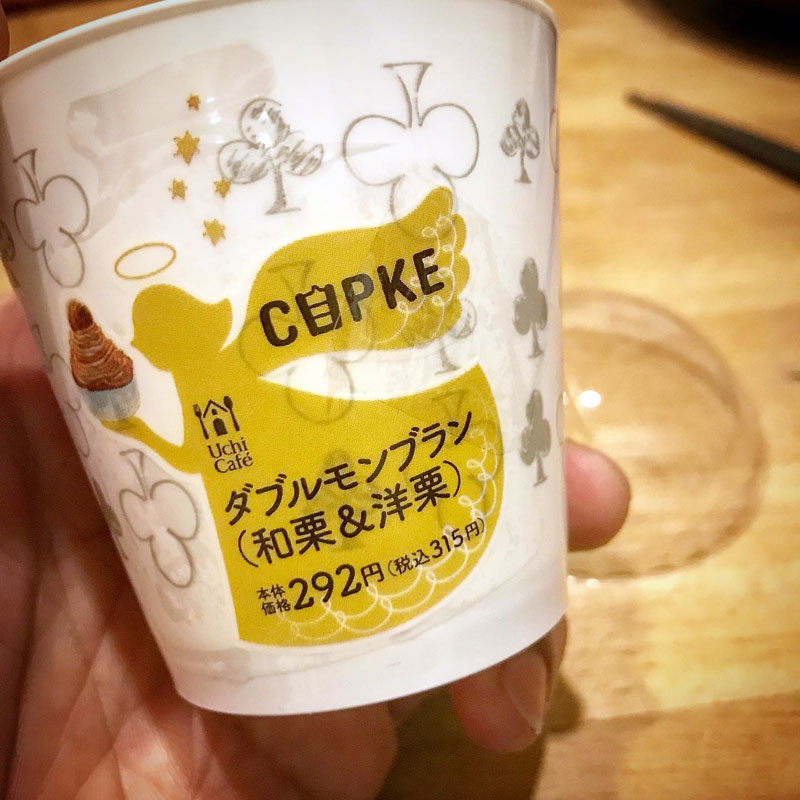 CUPKE
Uchi
Café
ダブルモンブラン
(和栗&洋栗)
本体
価格 292円(税込315円)